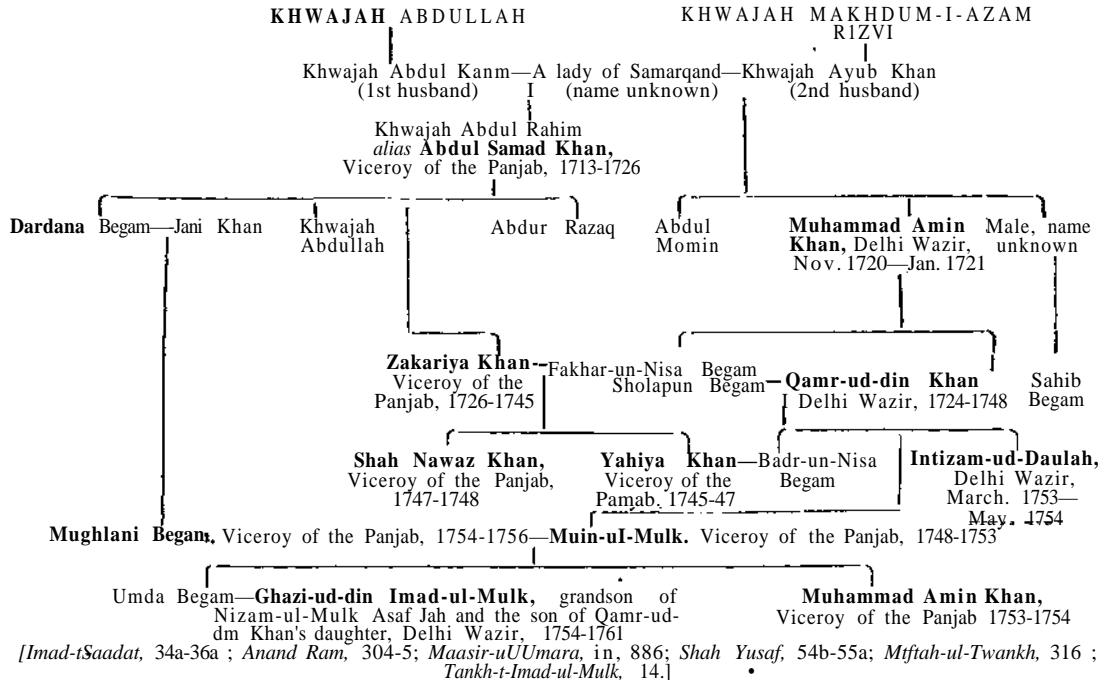 KHWAJAH ABDULLAH KHWAJAH MAKHDUM-I-AZAM
R1ZVI
Khwajah Abdul Kanm—A lady of Samarqand—Khwajah Ayub Khan
(1st husband) I (name unknown) (2nd husband)
Khwajah Abdul Rahim
alias Abdul Samad Khan,
Viceroy of the Panjab, 1713-1726
Dardana Begam—Jani Khan Khwajah Abdur Razaq Abdul Muhammad Amin Male, name
Abdullah Momin Khan, Delhi Wazir, unknown
Nov. 1720—Jan. 1721
Zakariya Khan--Fakhar-un-Nisa Begam
Viceroy of the Sholapun Begam—Qamr-ud-din Khan Sahib
Panjab, 1726-1745 I Delhi Wazir, 1724-1748 Begam
Shah Nawaz Khan, Yahiya Khan—Badr-un-Nisa Intizam-ud-Daulah,
Viceroy of the Panjab, Viceroy of the Begam Delhi Wazir,
1747-1748 Pamab. 1745-47 March. 1753—
May. 1754
Mughlani Began, Viceroy of the Panjab, 1754-1756—Muin-uI-Mulk. Viceroy of the Panjab, 1748-1753
Umda Begam—Ghazi-ud-din Imad-ul-Mulk, grandson of Muhammad Amin Khan,
Nizam-ul-Mulk Asaf Jah and the son of Qamr-ud- Viceroy of the Panjab 1753-1754
dm Khan's daughter, Delhi Wazir, 1754-1761
[Imad-tSaadat, 34a-36a ; Anand Ram, 304-5; Maasir-uUUmara, in, 886; Shah Yusaf, 54b-55a; Mtftah-ul-Twankh, 316 ;
Tankh-t-Imad-ul-Mulk, 14.]